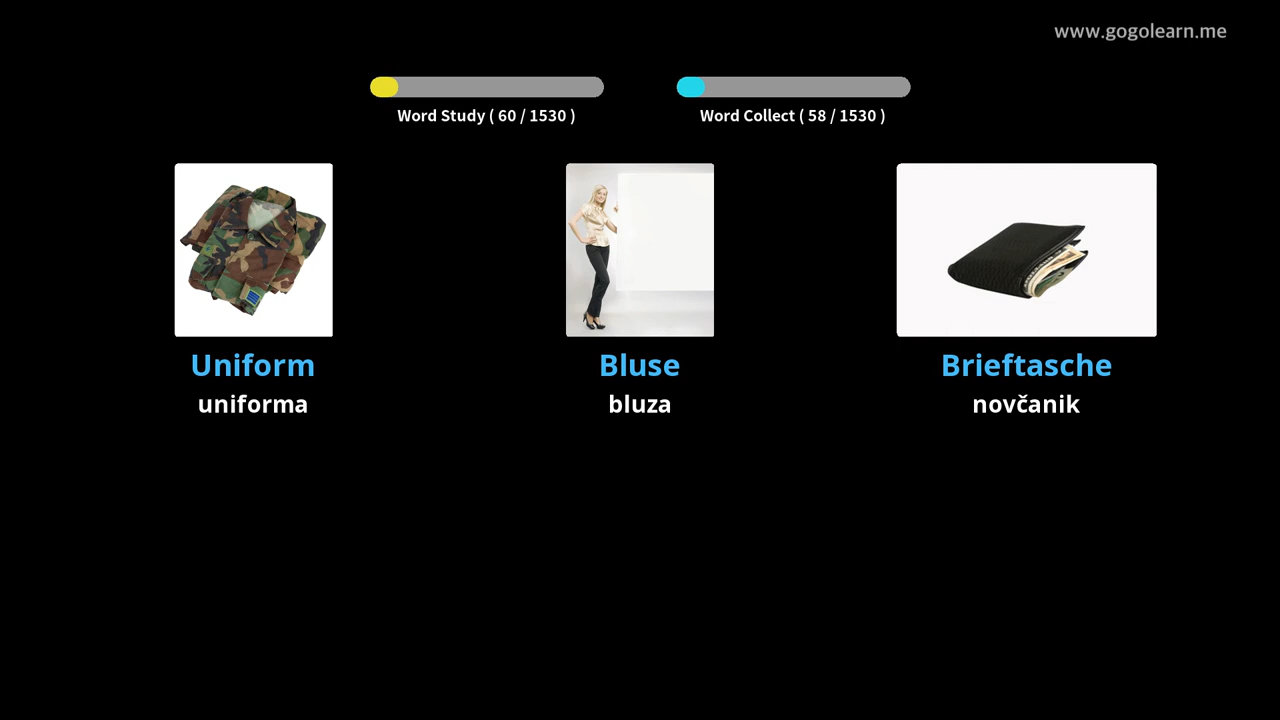 www.gogolearn.me
Word Study ( 60 / 1530 )
Word Collect ( 58 / 1530 )
Uniform
uniforma
Bluse
bluza
Brieftasche
novčanik